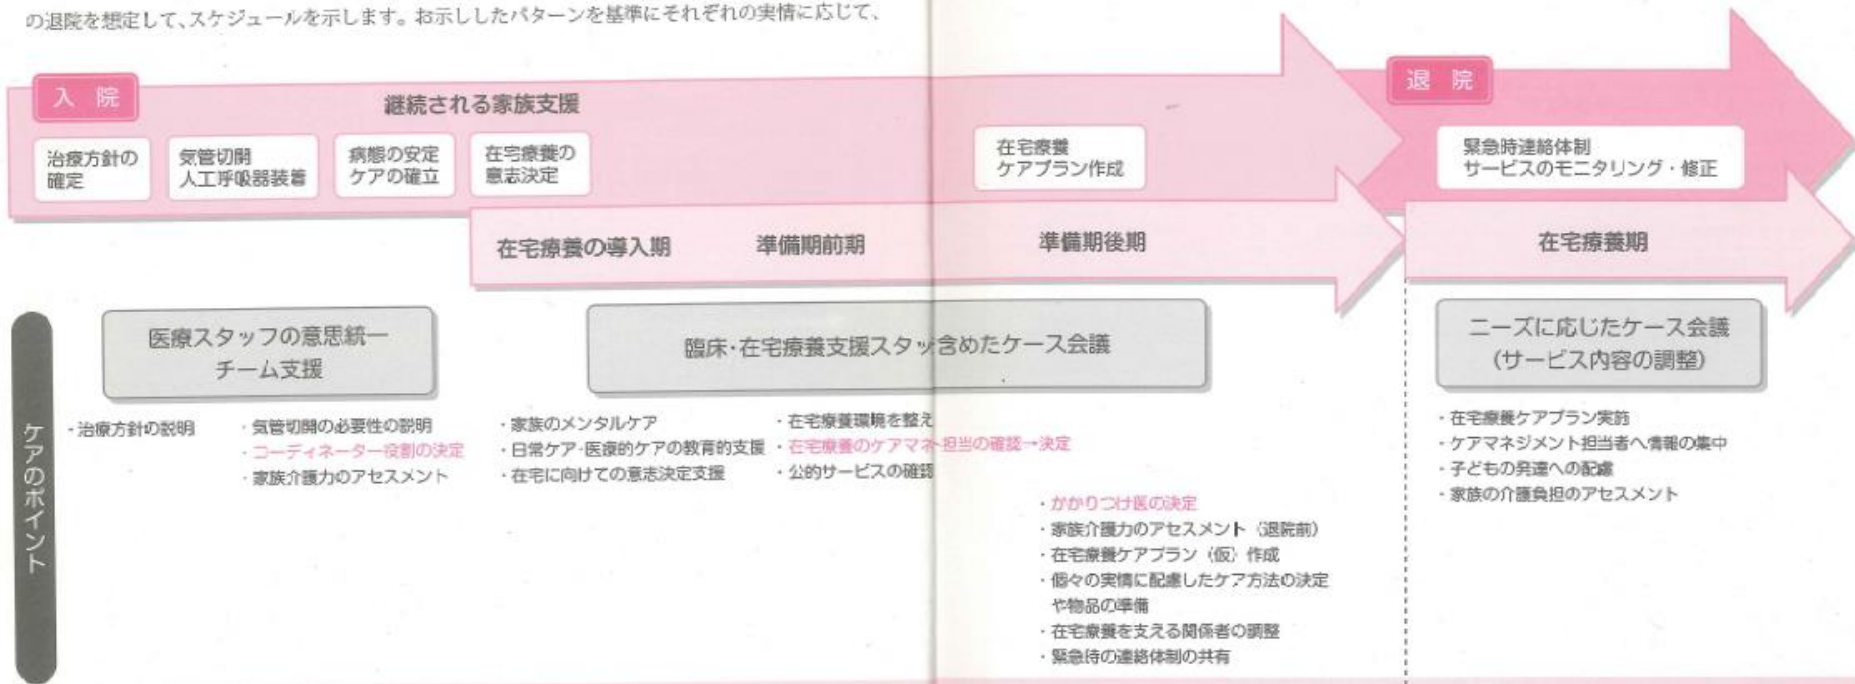 の退院を想定して、スケジュールを示します。お示ししたパターンを基準にそれぞれの実情に応じて、
入 院
継続される家族支援
退 院
治療方針の
確定
気管切開
人工呼吸器装着
病態の安定
ケアの確立
在宅療養の
意志決定
在宅療養
ケアプラン作成
緊急時連絡体制
サービスのモニタリング・修正
在宅療養の導入期
準備期前期
準備期後期
在宅療養期
ケアのポイント
医療スタッフの意思統一
チーム支援
臨床・在宅療養支援スタッ含めたケース会議
ニーズに応じたケース会議
(サービス内容の調整)
・治療方針の説明
・気管切開の必要性の説明
・コーディネーター役割の決定
・家族介護力のアセスメント
・家族のメンタルケア
・日常ケア・医療的ケアの教育的支援
・在宅に向けての意志決定支援
・在宅療養環境を整え
・在宅療養のケアマネ担当の確認→決定
・公的サービスの確認
・かかりつけ医の決定
・家族介護力のアセスメント（退院前）
・在宅療養ケアプラン（仮）作成
・個々の実情に配慮したケア方法の決定
や物品の準備
・在宅療養を支える関係者の調整
・緊急待の連絡体制の共有
・在宅療養ケアプラン実施
・ケアマネジメント担当者へ情報の集中
・子どもの発達への配慮
・家族の介護負担のアセスメント